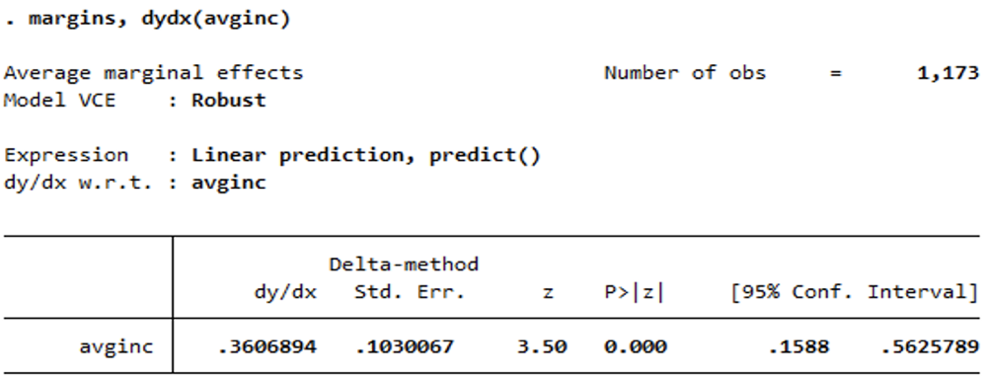 . margins, dydx(avginc)
Average marginal effects Number of obs = 1,173
Model VCE : Robust
Expression : Linear prediction, predict()
dy/dx w.r.t. : avginc
Delta-method
dy/dx Std. Err. z P>|z| [95% Conf. Interval]
avginc .3606894 .1030067 3.50 0.000 .1588 .5625789